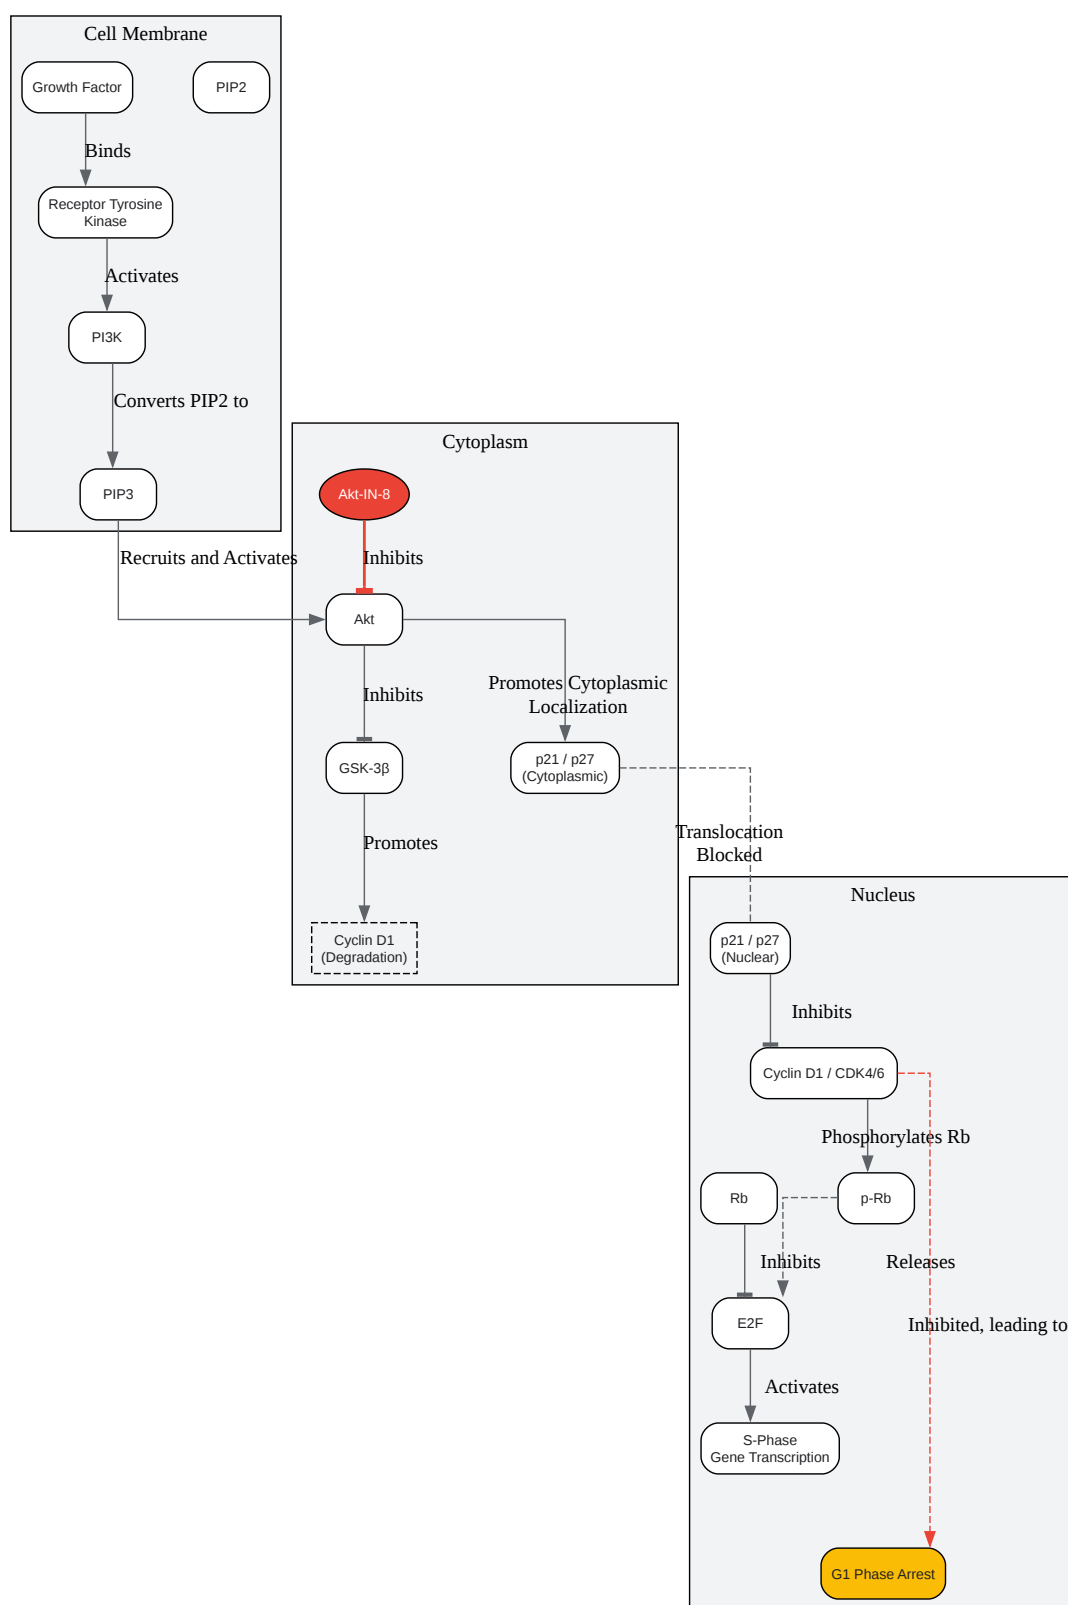 Cell Membrane
Growth Factor
PIP2
Binds
Receptor Tyrosine
Kinase
Activates
PI3K
Converts PIP2 to
PIP3
Recruits and Activates
Cytoplasm
Akt-IN-8
Inhibits
Akt
Inhibits
Promotes Cytoplasmic
Localization
GSK-3β
p21 / p27
(Cytoplasmic)
Promotes
Translocation
Blocked
Cyclin D1
(Degradation)
Nucleus
p21 / p27
(Nuclear)
Inhibits
Cyclin D1 / CDK4/6
Phosphorylates Rb
Rb
p-Rb
Inhibits
Releases
E2F
Inhibited, leading to
Activates
S-Phase
Gene Transcription
G1 Phase Arrest